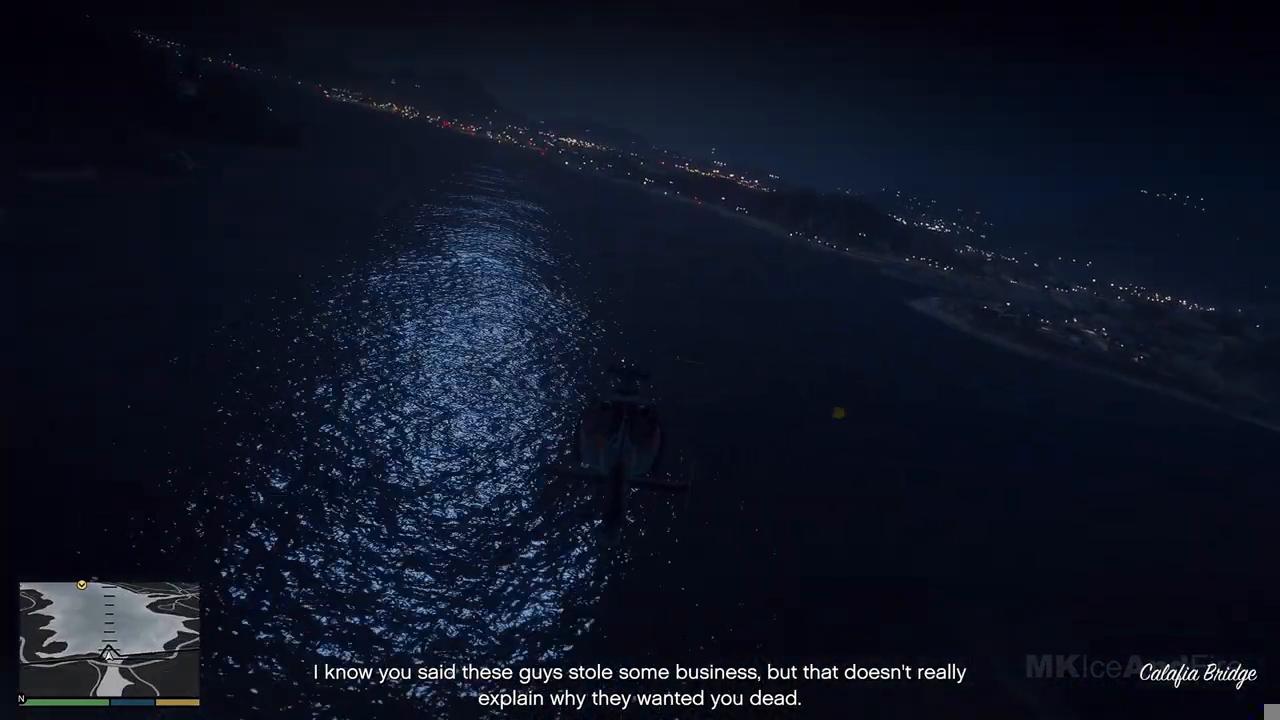 I know you said these guys stole some business, but that doesn't really
explain why they wanted you dead.
MKIceAndFire
Calafia Bridge
N